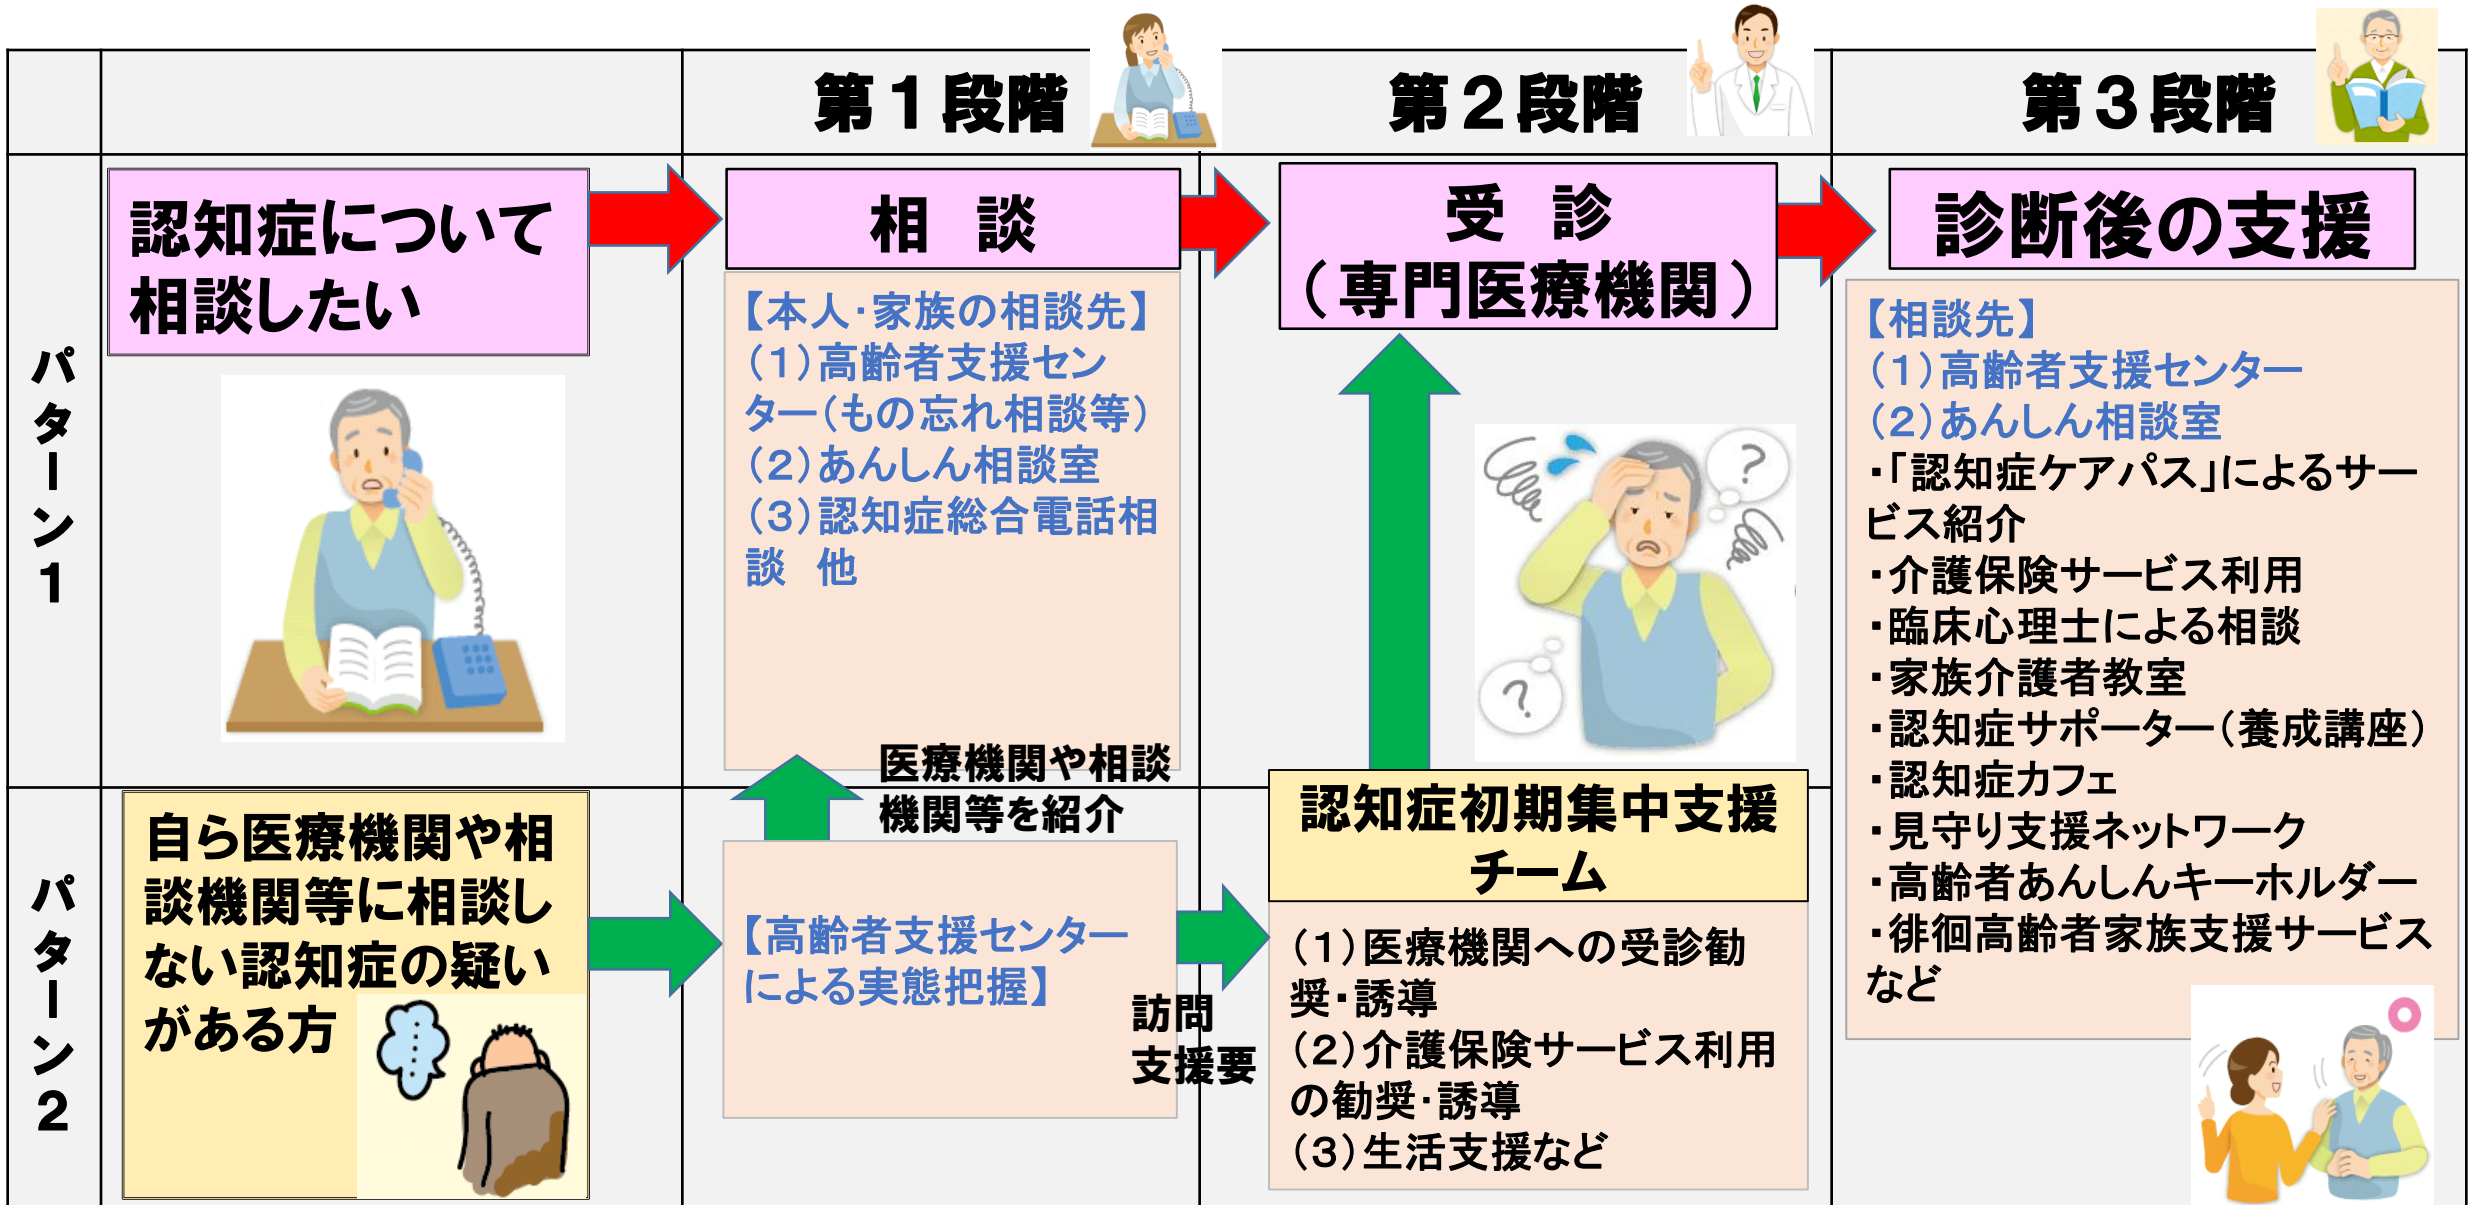 第１段階
第２段階
第３段階
パターン１
認知症について
相談したい
相　談
【本人・家族の相談先】
（１）高齢者支援セン
ター（もの忘れ相談等）
（２）あんしん相談室
（３）認知症総合電話相
談　他
受　診
（専門医療機関）
?
?
診断後の支援
【相談先】
（１）高齢者支援センター
（２）あんしん相談室
・「認知症ケアパス」によるサー
ビス紹介
・介護保険サービス利用
・臨床心理士による相談
・家族介護者教室
・認知症サポーター（養成講座）
・認知症カフェ
・見守り支援ネットワーク
・高齢者あんしんキーホルダー
・徘徊高齢者家族支援サービス
など
パターン２
自ら医療機関や相
談機関等に相談し
ない認知症の疑い
がある方
医療機関や相談
機関等を紹介
【高齢者支援センター
による実態把握】
訪問
支援要
認知症初期集中支援
チーム
（１）医療機関への受診勧
奨・誘導
（２）介護保険サービス利用
の勧奨・誘導
（３）生活支援など